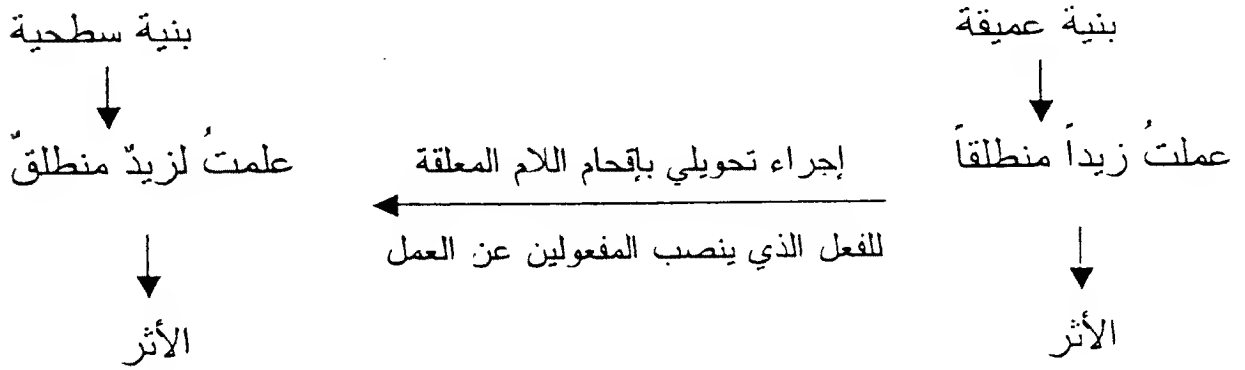 بنية عميقة
بنية سطحية
عملتُ زيداً منطلقاً
إجراء تحويلي بإقحام اللام المعلقة
علمتُ لزيدٌ منطلقٌ
للفعل الذي ينصب المفعولين عن العمل
الأثر
الأثر